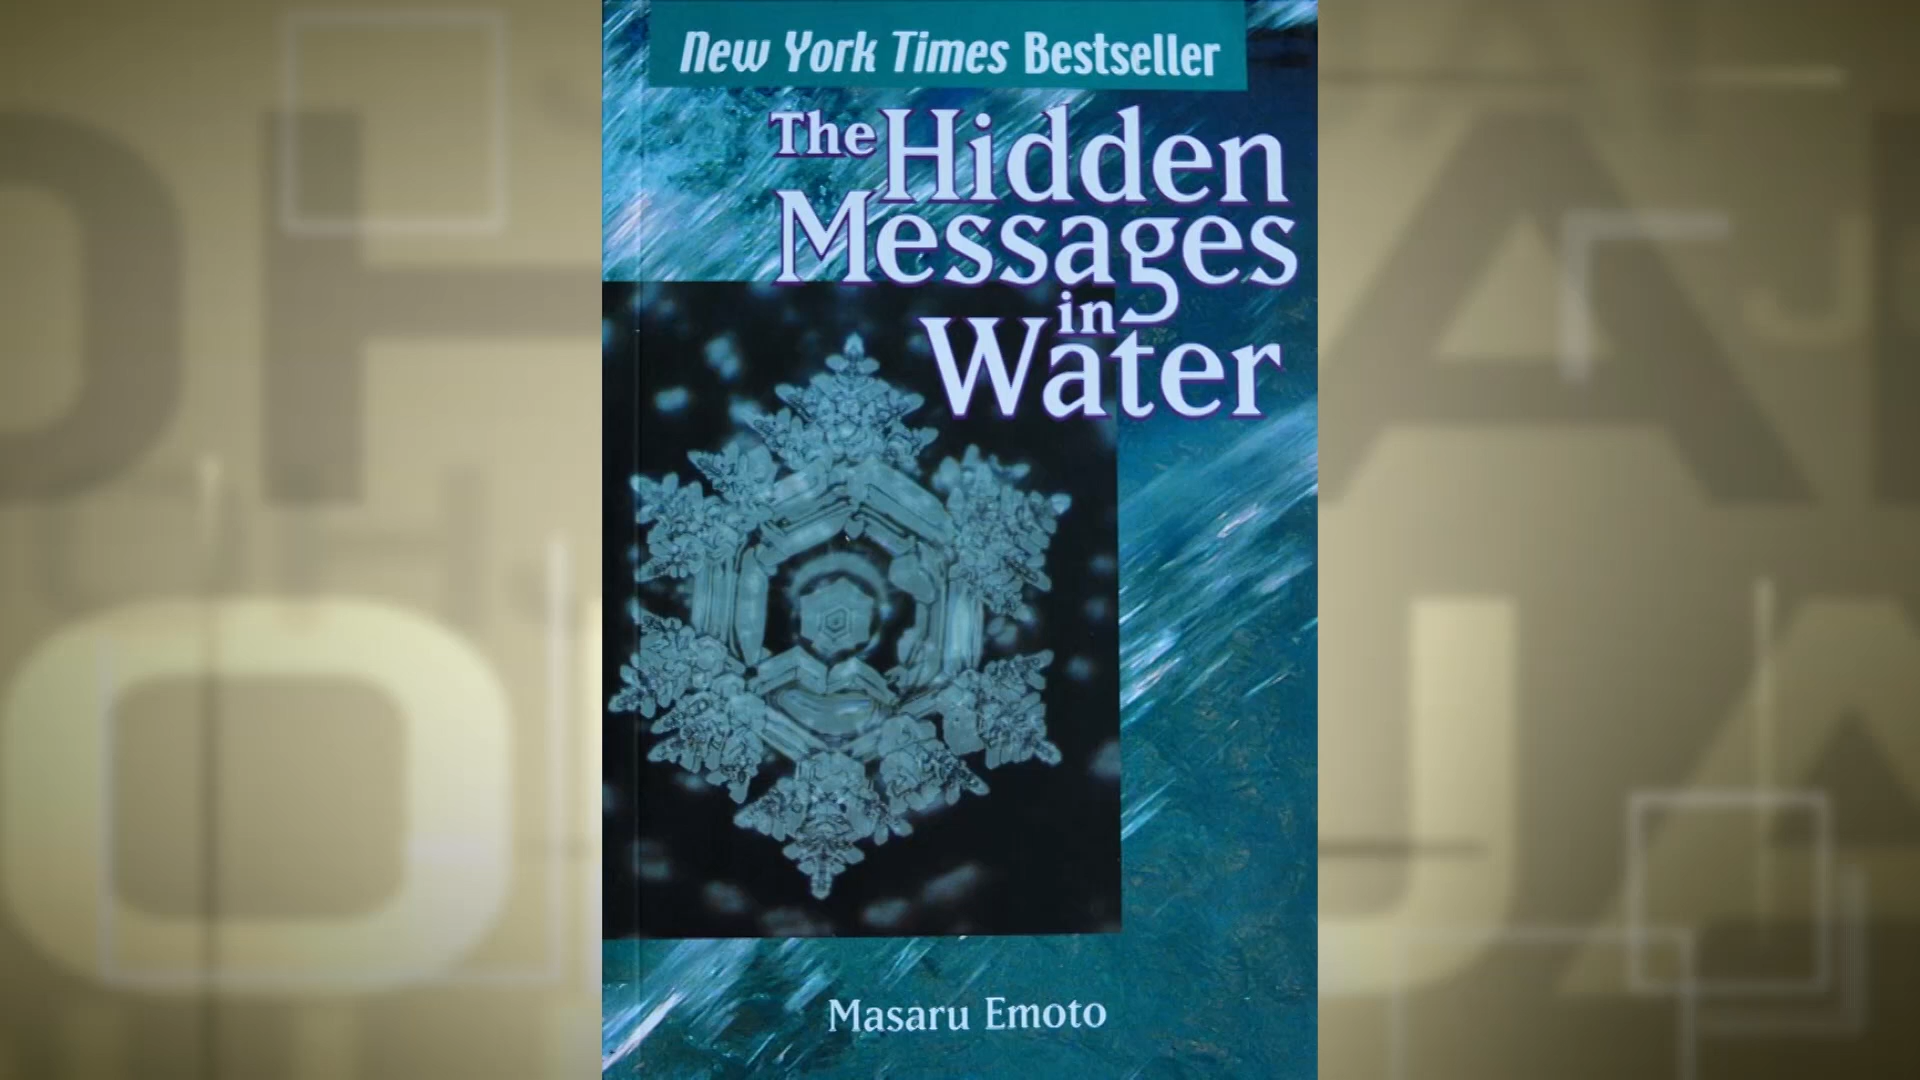 New York Times Bestseller
The Hidden
Messages
in
Water
Masaru Emoto